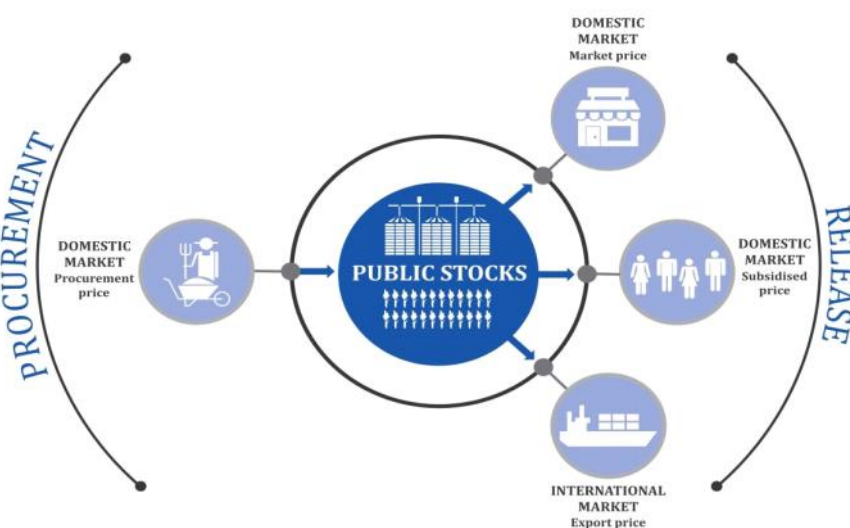 PROCUREMENT
DOMESTIC
MARKET
Procurement
price
PUBLIC STOCKS
DOMESTIC
MARKET
Market price
DOMESTIC
MARKET
Subsidised
price
INTERNATIONAL
MARKET
Export price
RELEASE